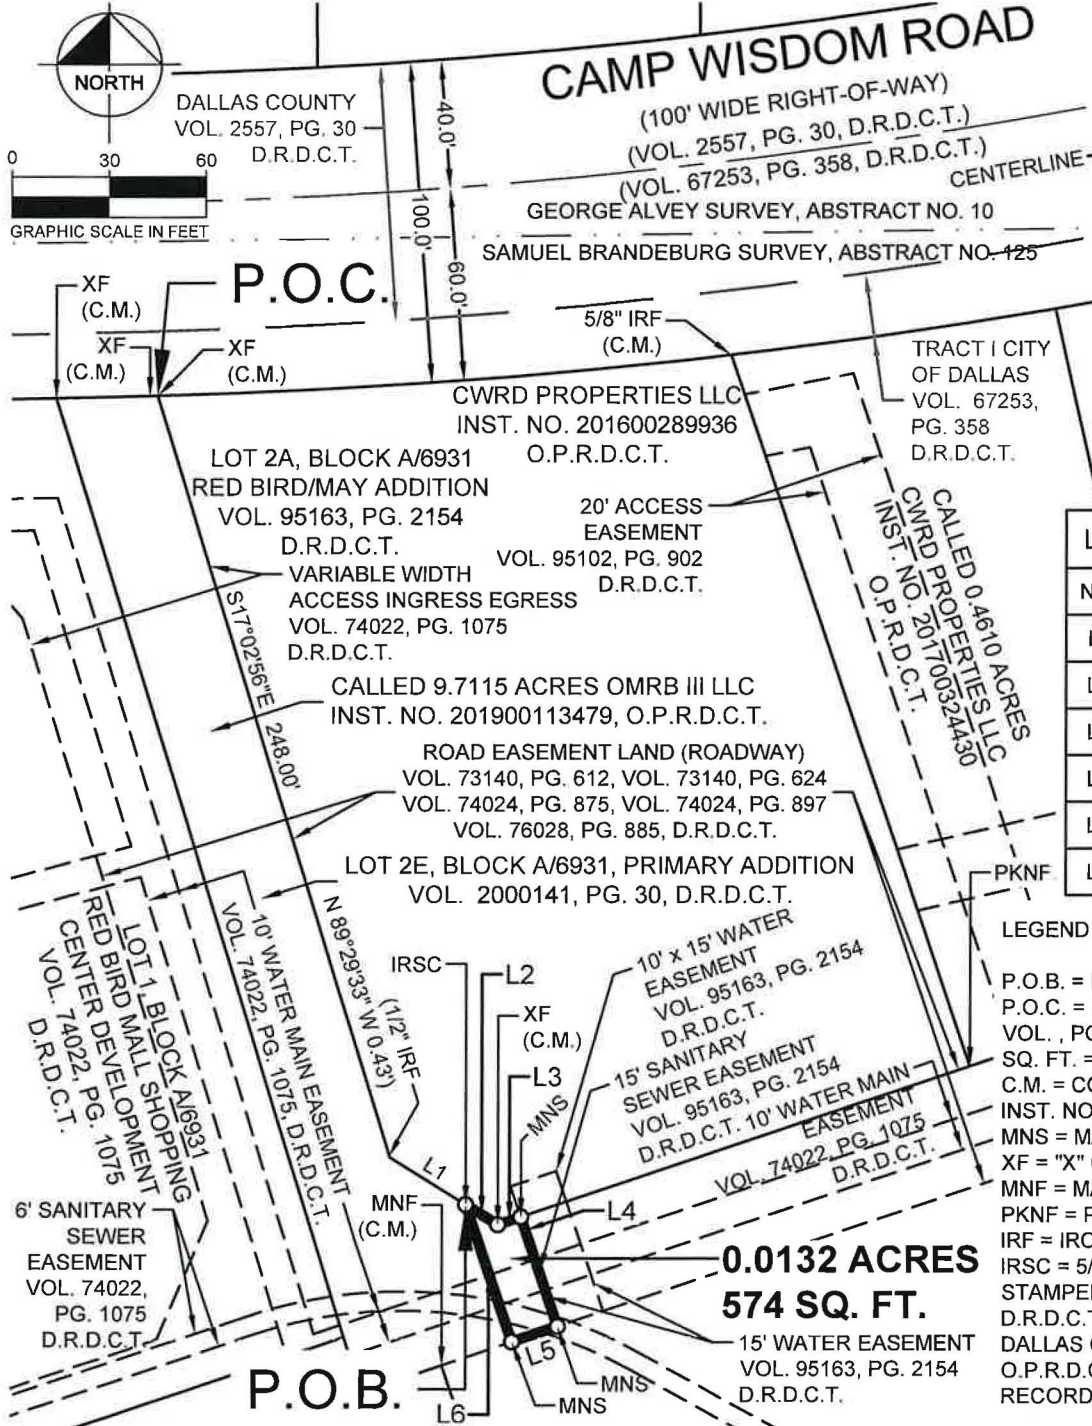 NORTH
0 30 60
GRAPHIC SCALE IN FEET
DALLAS COUNTY
VOL. 2557, PG. 30
D.R.D.C.T.
40.0'
100.0'
60.0'
CAMP WISDOM ROAD
(100' WIDE RIGHT-OF-WAY)
(VOL. 2557, PG. 30, D.R.D.C.T.)
(VOL. 67253, PG. 358, D.R.D.C.T.)
CENTERLINE
GEORGE ALVEY SURVEY, ABSTRACT NO. 10
SAMUEL BRANDEBURG SURVEY, ABSTRACT NO. 125
P.O.C.
XF
(C.M.)
XF
(C.M.)
XF
(C.M.)
5/8" IRF
(C.M.)
TRACT I CITY
OF DALLAS
VOL. 67253,
PG. 358
D.R.D.C.T.
CWRD PROPERTIES LLC
INST. NO. 201600289936
O.P.R.D.C.T.
LOT 2A, BLOCK A/6931
RED BIRD/MAY ADDITION
VOL. 95163, PG. 2154
D.R.D.C.T.
20' ACCESS
EASEMENT
VOL. 95102, PG. 902
D.R.D.C.T.
CALLED 0.4610 ACRES
CWRD PROPERTIES LLC
INST. NO. 201700324430
O.P.R.D.C.T.
VARIABLE WIDTH
ACCESS INGRESS EGRESS
VOL. 74022, PG. 1075
D.R.D.C.T.
S17°02'56"E 248.00'
CALLED 9.7115 ACRES OMRB III LLC
INST. NO. 201900113479, O.P.R.D.C.T.
ROAD EASEMENT LAND (ROADWAY)
VOL. 73140, PG. 612, VOL. 73140, PG. 624
VOL. 74024, PG. 875, VOL. 74024, PG. 897
VOL. 76028, PG. 885, D.R.D.C.T.
LOT 2E, BLOCK A/6931, PRIMARY ADDITION
VOL. 2000141, PG. 30, D.R.D.C.T.
PKNF
LOT 1, BLOCK A/6931
RED BIRD MALL SHOPPING
CENTER DEVELOPMENT
VOL. 74022, PG. 1075
D.R.D.C.T.
10' WATER MAIN EASEMENT
VOL. 74022, PG. 1075, D.R.D.C.T.
(1/2" IRF
N 89°29'33" W 0.43')
IRSC
L2
XF
(C.M.)
L3
MNS
10' x 15' WATER
EASEMENT
VOL. 95163, PG. 2154
D.R.D.C.T.
15' SANITARY
SEWER EASEMENT
VOL. 95163, PG. 2154
D.R.D.C.T.
10' WATER MAIN
EASEMENT
VOL. 74022, PG. 1075
D.R.D.C.T.
L1
MNF
(C.M.)
L4
6' SANITARY
SEWER
EASEMENT
VOL. 74022,
PG. 1075
D.R.D.C.T.
0.0132 ACRES
574 SQ. FT.
15' WATER EASEMENT
VOL. 95163, PG. 2154
D.R.D.C.T.
P.O.B.
L5
L6
MNS
MNS
L
N
L
L
L
L
L
LEGEND
P.O.B. =
P.O.C. =
VOL. , PG
SQ. FT. =
C.M. = CO
INST. NO
MNS = MA
XF = "X"
MNF = MA
PKNF = P
IRF = IRO
IRSC = 5/
STAMPE
D.R.D.C.T
DALLAS
O.P.R.D.C
RECORD